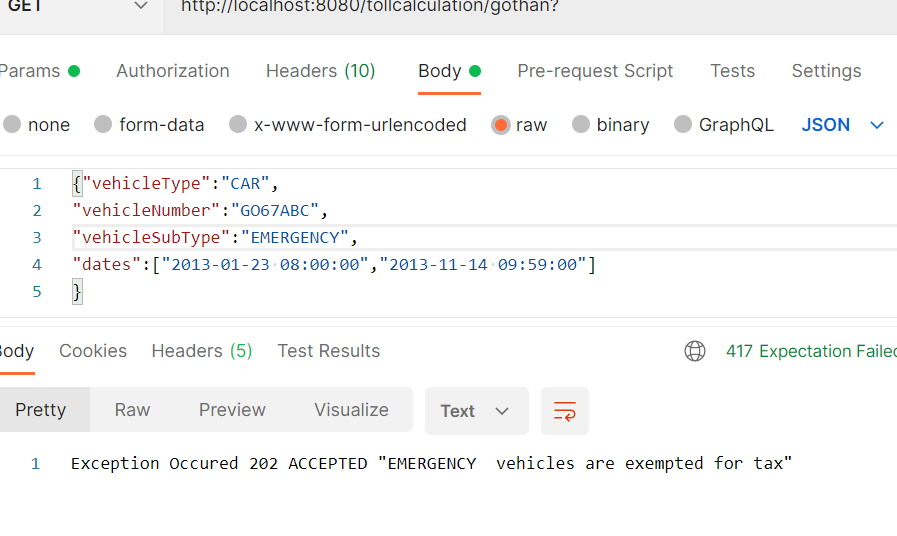 GET http://localhost:8080/tollcalculation/gothan?
Params Authorization Headers (10) Body Pre-request Script Tests Settings
none form-data x-www-form-urlencoded raw binary GraphQL JSON
1 {"vehicleType":"CAR",
2 "vehicleNumber":"GO67ABC",
3 "vehicleSubType":"EMERGENCY",
4 "dates":["2013-01-23 08:00:00","2013-11-14 09:59:00"]
5 }
Body Cookies Headers (5) Test Results 417 Expectation Failed
Pretty Raw Preview Visualize Text
1 Exception Occured 202 ACCEPTED "EMERGENCY  vehicles are exempted for tax"